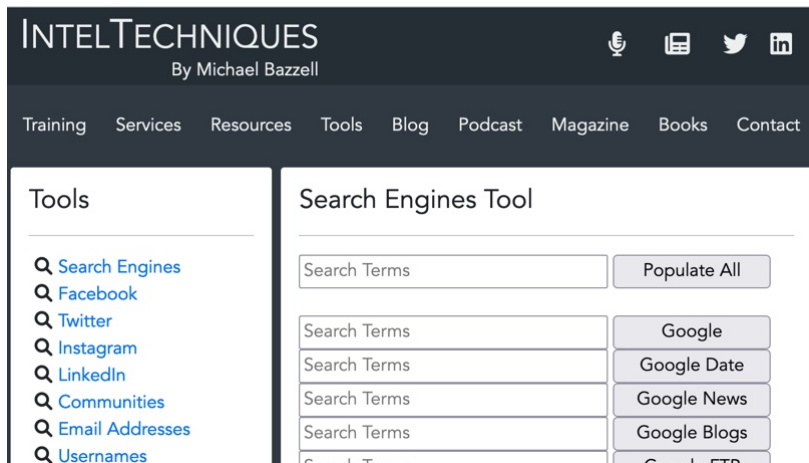 INTELTECHNIQUES
By Michael Bazzell
Training Services Resources Tools Blog Podcast Magazine Books Contact
Tools
Search Engines
Facebook
Twitter
Instagram
LinkedIn
Communities
Email Addresses
Usernames
Search Engines Tool
Search Terms Populate All
Search Terms Google
Search Terms Google Date
Search Terms Google News
Search Terms Google Blogs